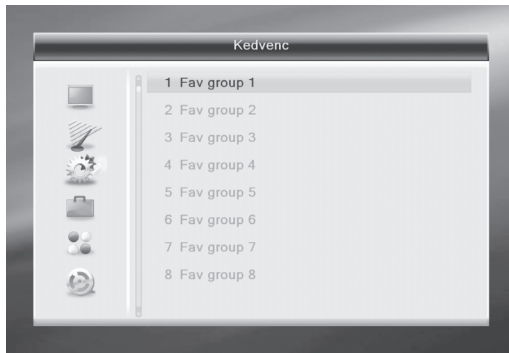 Kedvenc
1 Fav group 1
2 Fav group 2
3 Fav group 3
4 Fav group 4
5 Fav group 5
6 Fav group 6
7 Fav group 7
8 Fav group 8